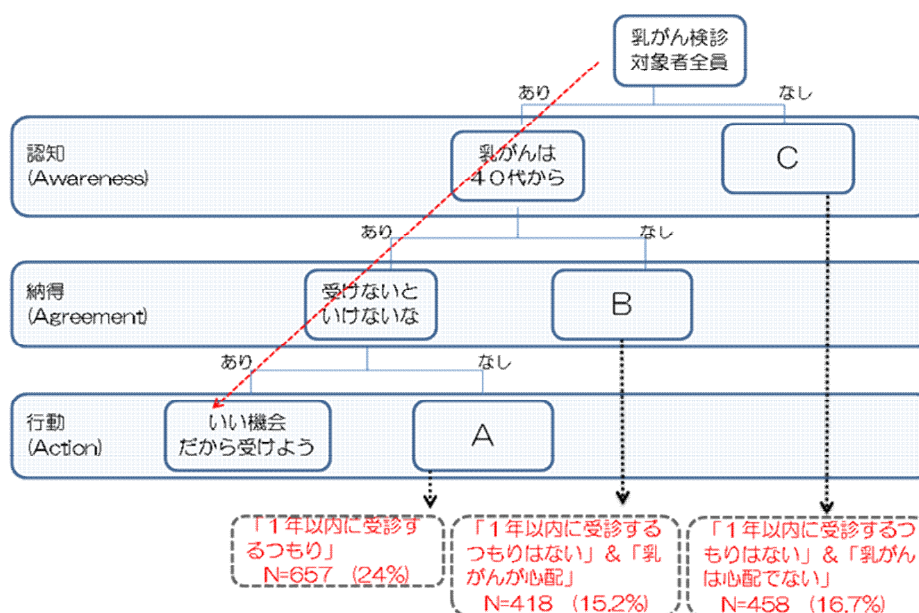 乳がん検診
対象者全員
あり
なし
認知
(Awareness)
乳がんは
40代から
C
あり
なし
納得
(Agreement)
受けないと
いけないな
B
あり
なし
行動
(Action)
いい機会
だから受けよう
A
「1年以内に受診す
るつもり」
N=657 (24%)
「1年以内に受診する
つもりはない」&「乳
がんが心配」
N=418 (15.2%)
「1年以内に受診するつ
もりはない」&「乳がん
は心配でない」
N=458 (16.7%)